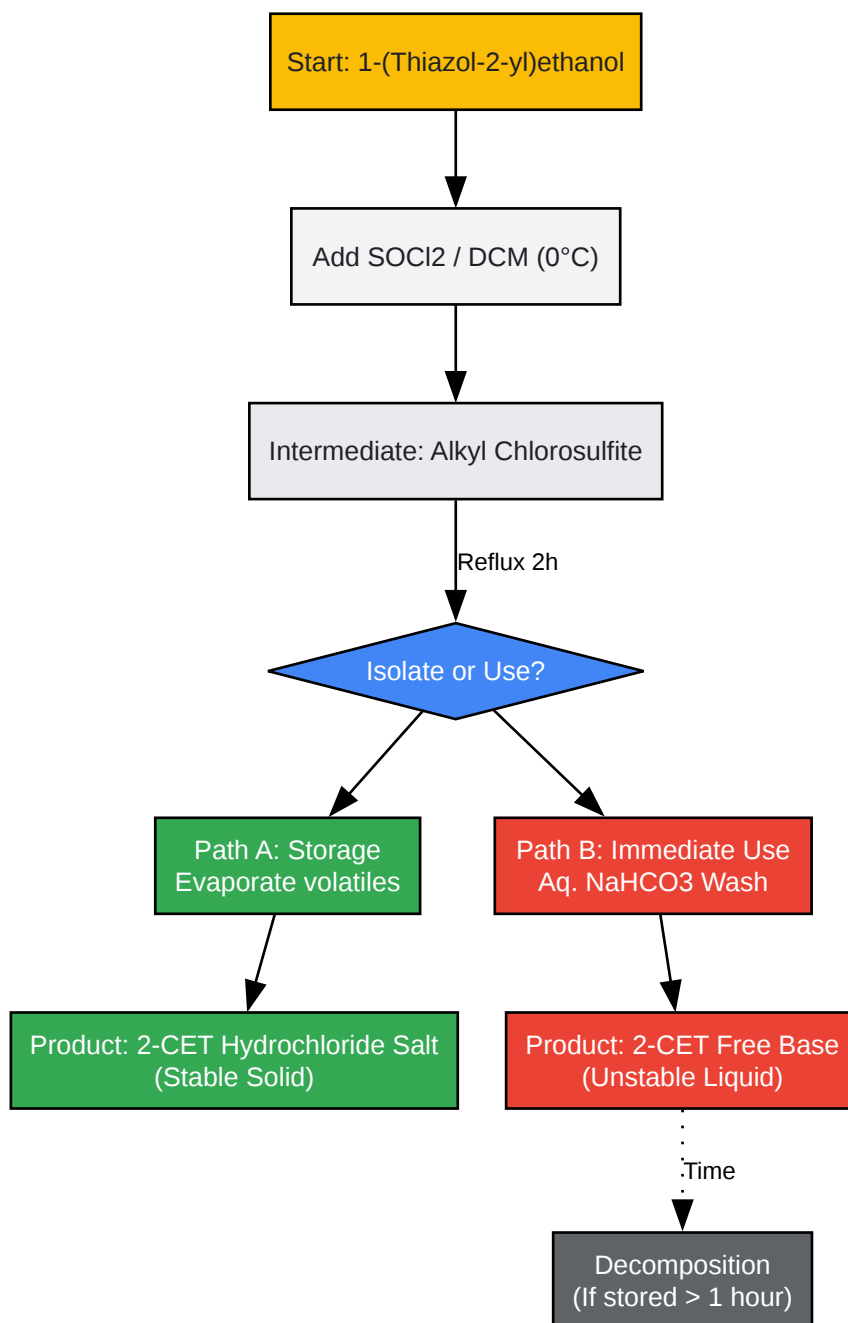 Start: 1-(Thiazol-2-yl)ethanol
Add SOCl2 / DCM (0°C)
Intermediate: Alkyl Chlorosulfite
Reflux 2h
Isolate or Use?
Path A: Storage
Evaporate volatiles
Path B: Immediate Use
Aq. NaHCO3 Wash
Product: 2-CET Hydrochloride Salt
(Stable Solid)
Product: 2-CET Free Base
(Unstable Liquid)
Time
Decomposition
(If stored > 1 hour)